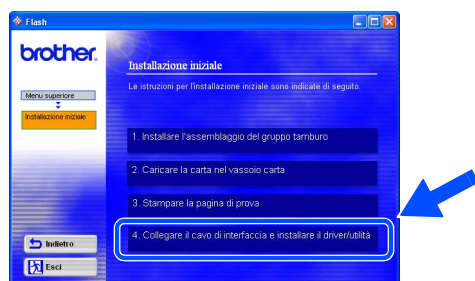 Flash
brother.
Menu superiore
Installazione iniziale
Installazione iniziale
Le istruzioni per l'installazione iniziale sono indicate di seguito.
1. Installare l'assemblaggio del gruppo tamburo
2. Caricare la carta nel vassoio carta
3. Stampare la pagina di prova
4. Collegare il cavo di interfaccia e installare il driver/utilità
Indietro
Esci